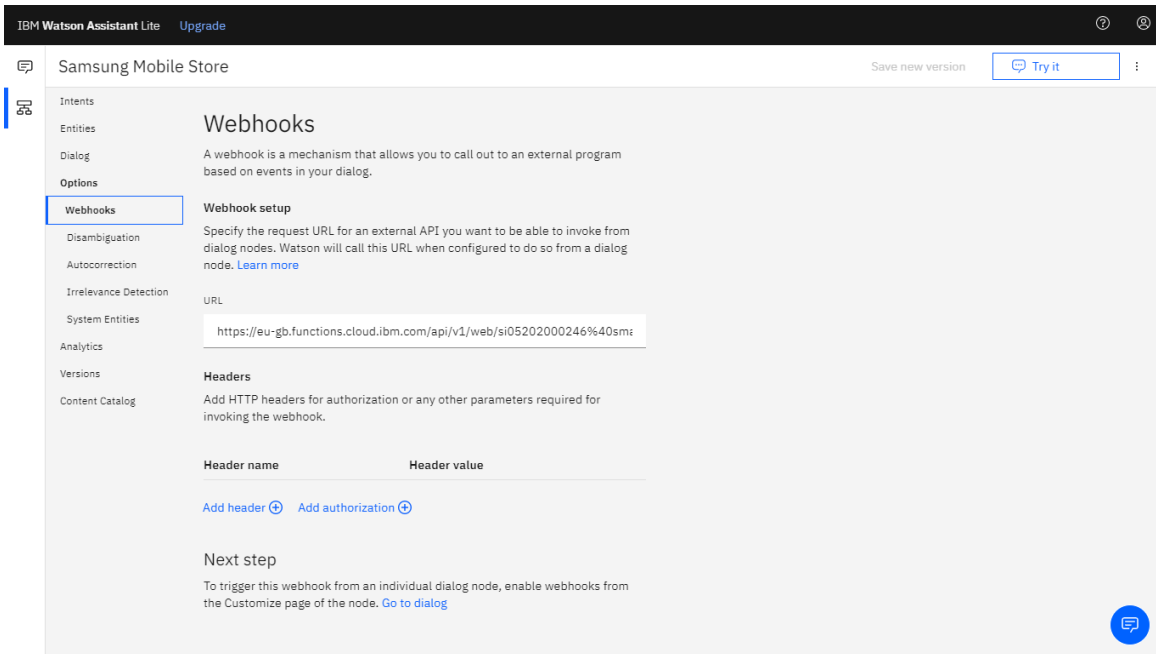 IBM Watson Assistant Lite Upgrade
Samsung Mobile Store
Save new version
Try it
Intents
Entities
Dialog
Options
Webhooks
Disambiguation
Autocorrection
Irrelevance Detection
System Entities
Analytics
Versions
Content Catalog
Webhooks
A webhook is a mechanism that allows you to call out to an external program
based on events in your dialog.
Webhook setup
Specify the request URL for an external API you want to be able to invoke from
dialog nodes. Watson will call this URL when configured to do so from a dialog
node. Learn more
URL
https://eu-gb.functions.cloud.ibm.com/api/v1/web/si05202000246%40sma
Headers
Add HTTP headers for authorization or any other parameters required for
invoking the webhook.
Header name Header value
Add header Add authorization
Next step
To trigger this webhook from an individual dialog node, enable webhooks from
the Customize page of the node. Go to dialog